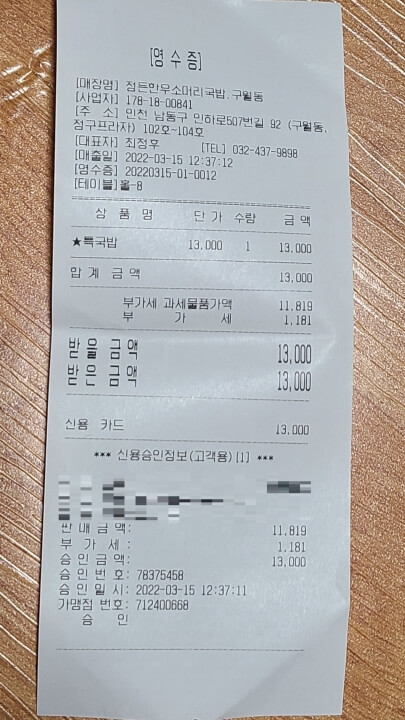 [영 수 증]
[매장명] 정든한우소머리국밥.구월동
[사업자] 178-18-00841
[주 소] 인천 남동구 인하로507번길 92 (구월동,
정구프라자) 102호~104호
[대표자] 최정후 [TEL] 032-437-9898
[매출일] 2022-03-15 12:37:12
[영수증] 20220315-01-0012
[테이블]홀-8
상 품 명 단 가 수량 금 액
★특국밥 13,000 1 13,000
합 계 금 액 13,000
부가세 과세물품가액 11,819
부 가 세 1,181
받을 금액 13,000
받은 금액 13,000
신용 카드 13,000
*** 신용승인정보(고객용)[1] ***
판 매 금 액: 11,819
부 가 세 : 1,181
승 인 금 액: 13,000
승 인 번 호: 78375458
승 인 일 시: 2022-03-15 12:37:11
가맹점 번호: 712400668
승 인